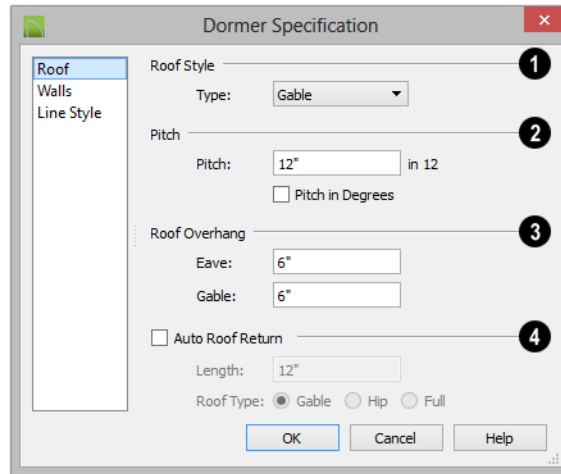 Dormer Specification
Roof
Walls
Line Style
Roof Style 1
Type: Gable
Pitch 2
Pitch: 12" in 12
Pitch in Degrees
Roof Overhang 3
Eave: 6"
Gable: 6"
Auto Roof Return 4
Length: 12"
Roof Type: Gable Hip Full
OK Cancel Help